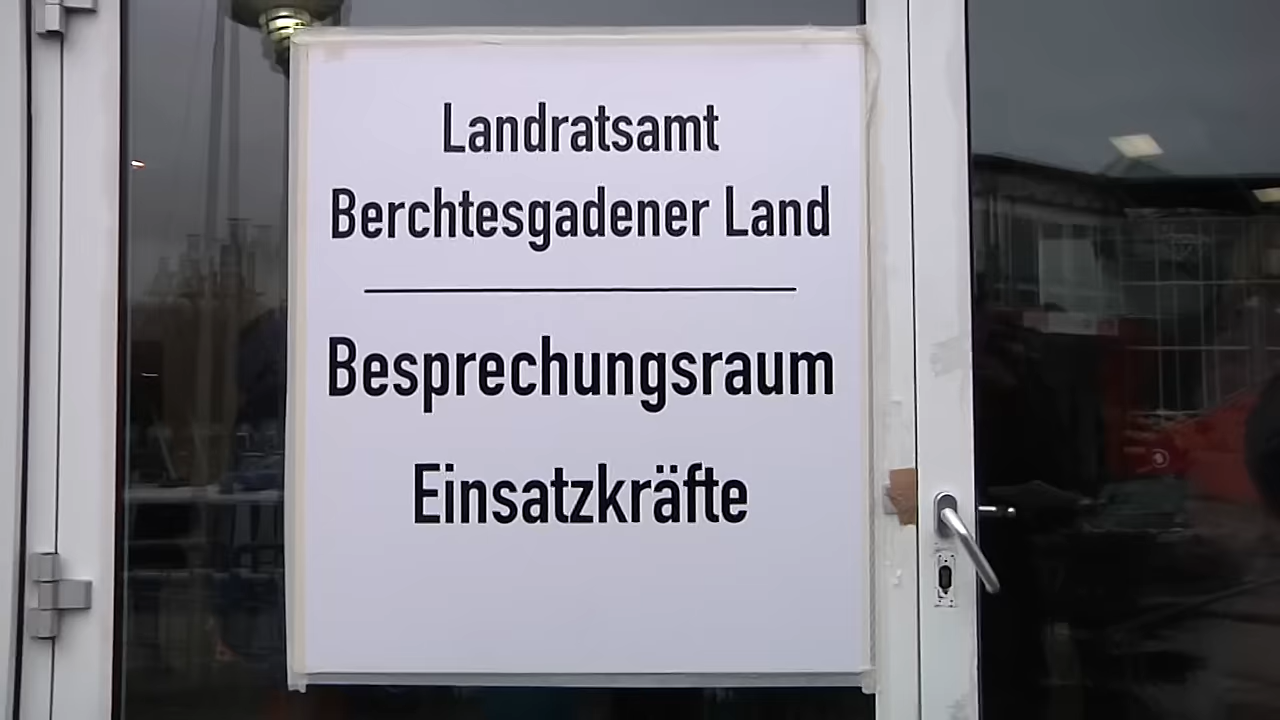 Landratsamt
Berchtesgadener Land
Besprechungsraum
Einsatzkräfte